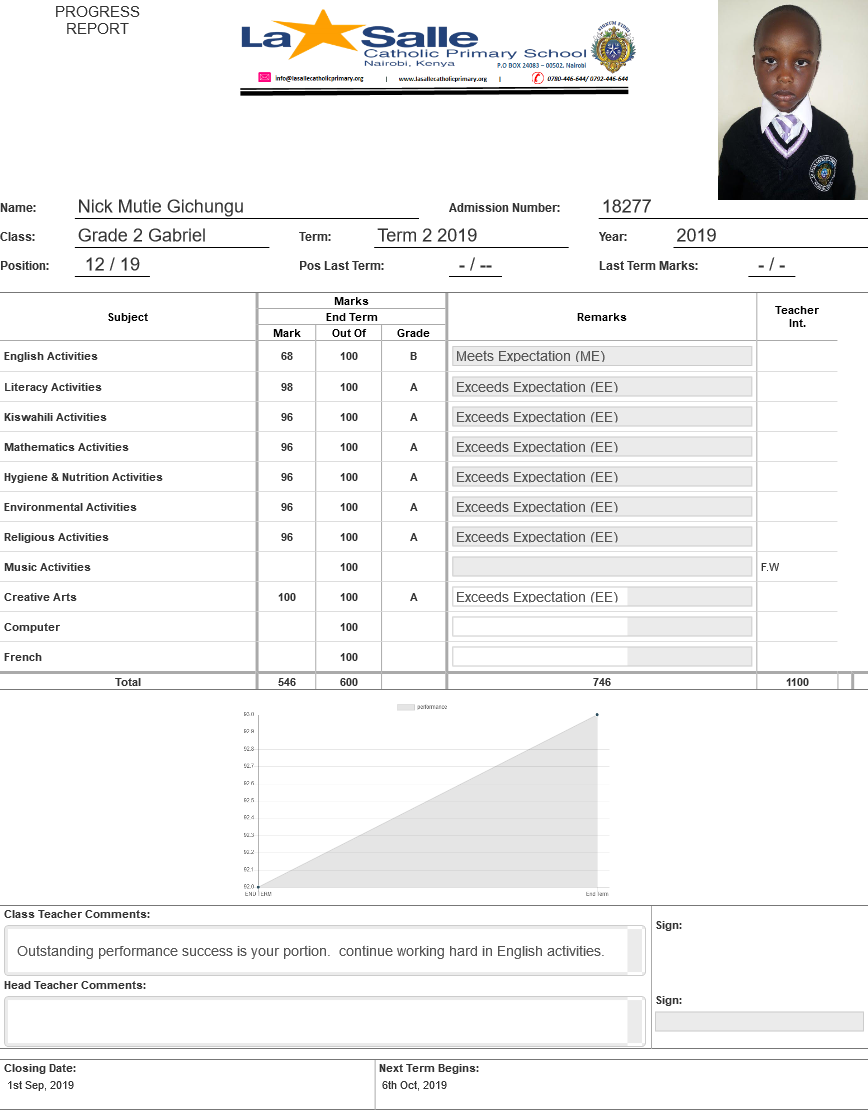 PROGRESS
REPORT
La Salle
Catholic Primary School
Nairobi, Kenya
P.O BOX 24083 – 00502, Nairobi
info@lasallecatholicprimary.org | www.lasallecatholicprimary.org | 0780-446-644/ 0792-446-644
Name: Nick Mutie Gichungu Admission Number: 18277
Class: Grade 2 Gabriel Term: Term 2 2019 Year: 2019
Position: 12 / 19 Pos Last Term: - / -- Last Term Marks: - / -
Subject Marks Remarks Teacher Int.
End Term
Mark Out Of Grade
English Activities 68 100 B Meets Expectation (ME)
Literacy Activities 98 100 A Exceeds Expectation (EE)
Kiswahili Activities 96 100 A Exceeds Expectation (EE)
Mathematics Activities 96 100 A Exceeds Expectation (EE)
Hygiene & Nutrition Activities 96 100 A Exceeds Expectation (EE)
Environmental Activities 96 100 A Exceeds Expectation (EE)
Religious Activities 96 100 A Exceeds Expectation (EE)
Music Activities 100 F.W
Creative Arts 100 100 A Exceeds Expectation (EE)
Computer 100
French 100
Total 546 600 746 1100
performance
93.0
92.9
92.8
92.7
92.6
92.5
92.4
92.3
92.2
92.1
92.0
END TERM End Term
Class Teacher Comments:
Sign:
Outstanding performance success is your portion. continue working hard in English activities.
Head Teacher Comments:
Sign:
Closing Date: Next Term Begins:
1st Sep, 2019 6th Oct, 2019